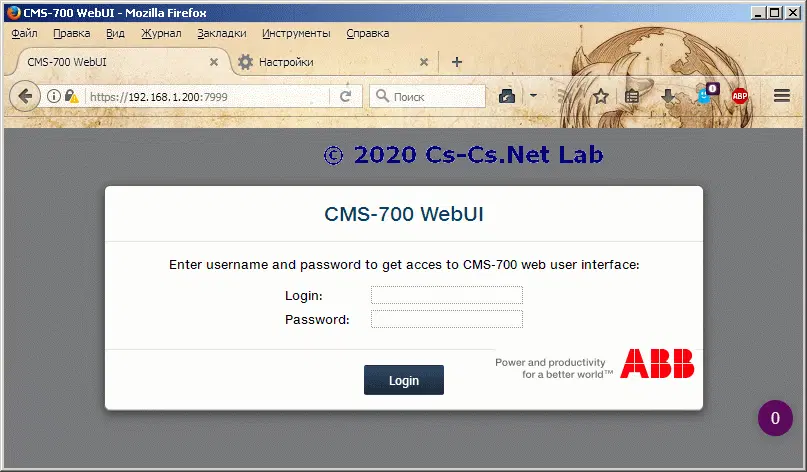 CMS-700 WebUI - Mozilla Firefox
Файл Правка Вид Журнал Закладки Инструменты Справка
CMS-700 WebUI
Настройки
https://192.168.1.200:7999
Поиск
0
ABP
© 2020 Cs-Cs.Net Lab
CMS-700 WebUI
Enter username and password to get acces to CMS-700 web user interface:
Login:
Password:
Power and productivity
for a better world™
ABB
Login
0